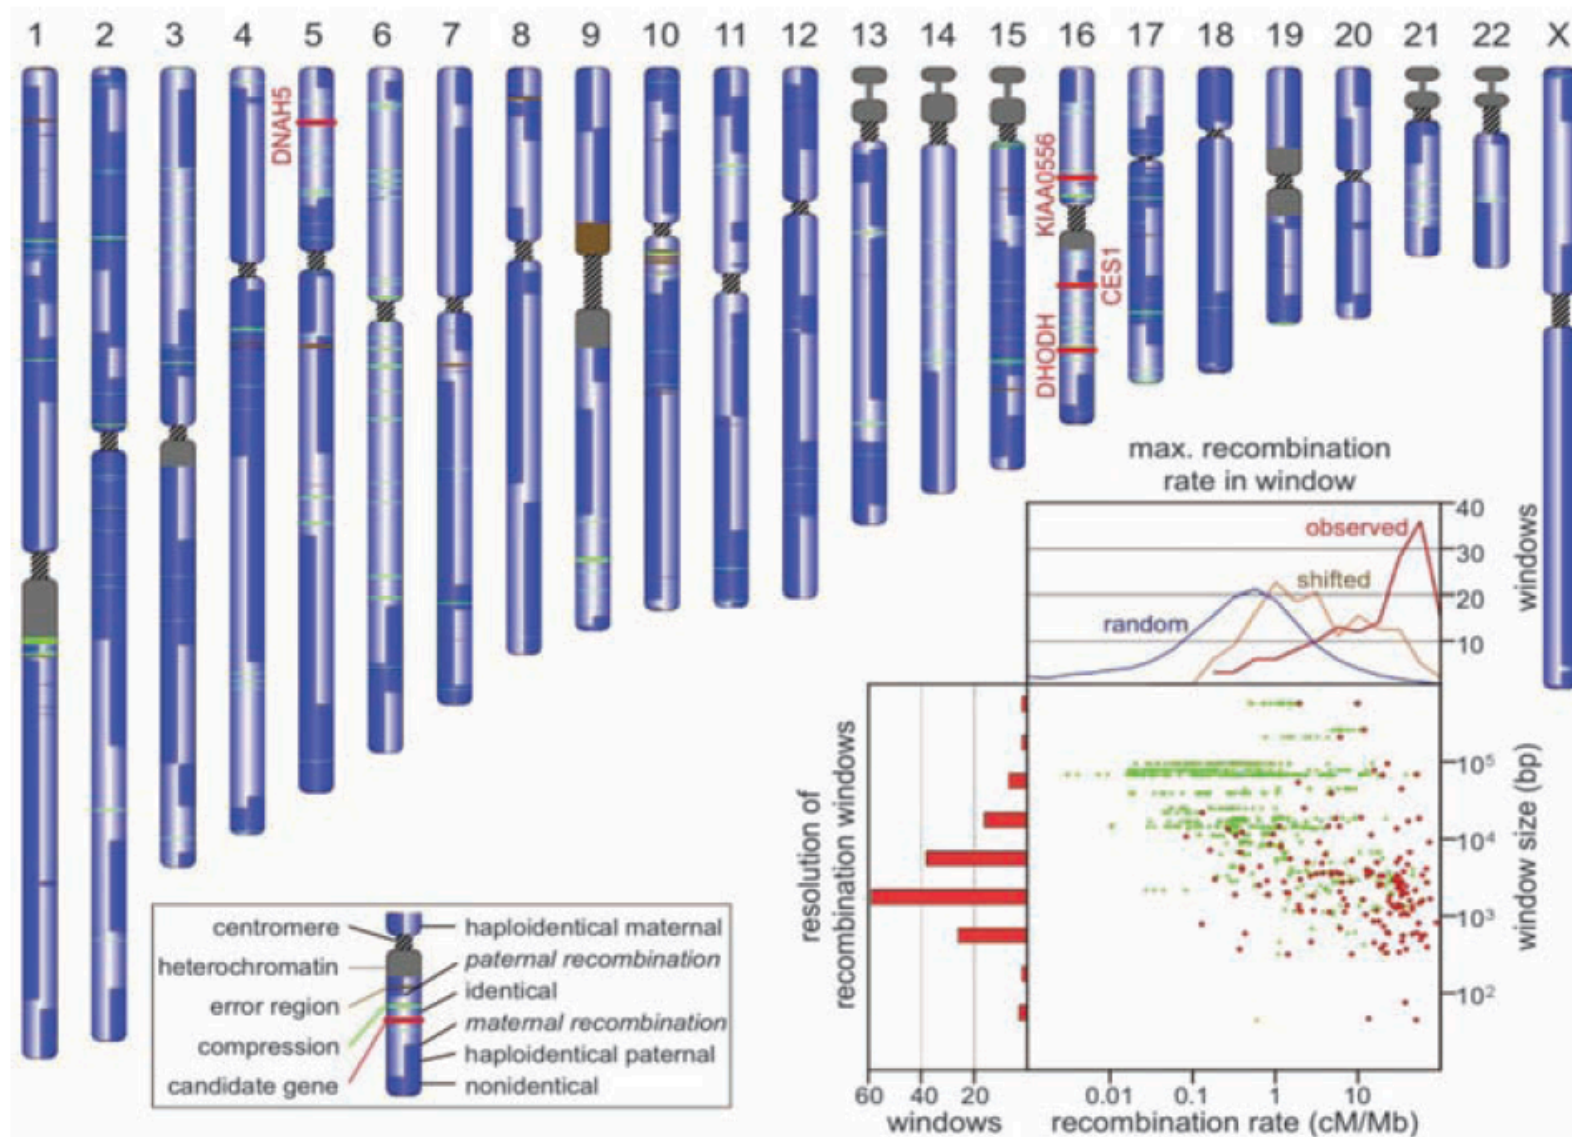 1 2 3 4 5 6 7 8 9 10 11 12 13 14 15 16 17 18 19 20 21 22 X
DNAH5
KIAA0556
CES1
DHODH
max. recombination
rate in window
40
30
20
10
windows
observed
shifted
random
resolution of
recombination windows
10⁵
10⁴
10³
10²
window size (bp)
60 40 20
windows
0.01 0.1 1 10
recombination rate (cM/Mb)
centromere
heterochromatin
error region
compression
candidate gene
haploidentical maternal
paternal recombination
identical
maternal recombination
haploidentical paternal
nonidentical